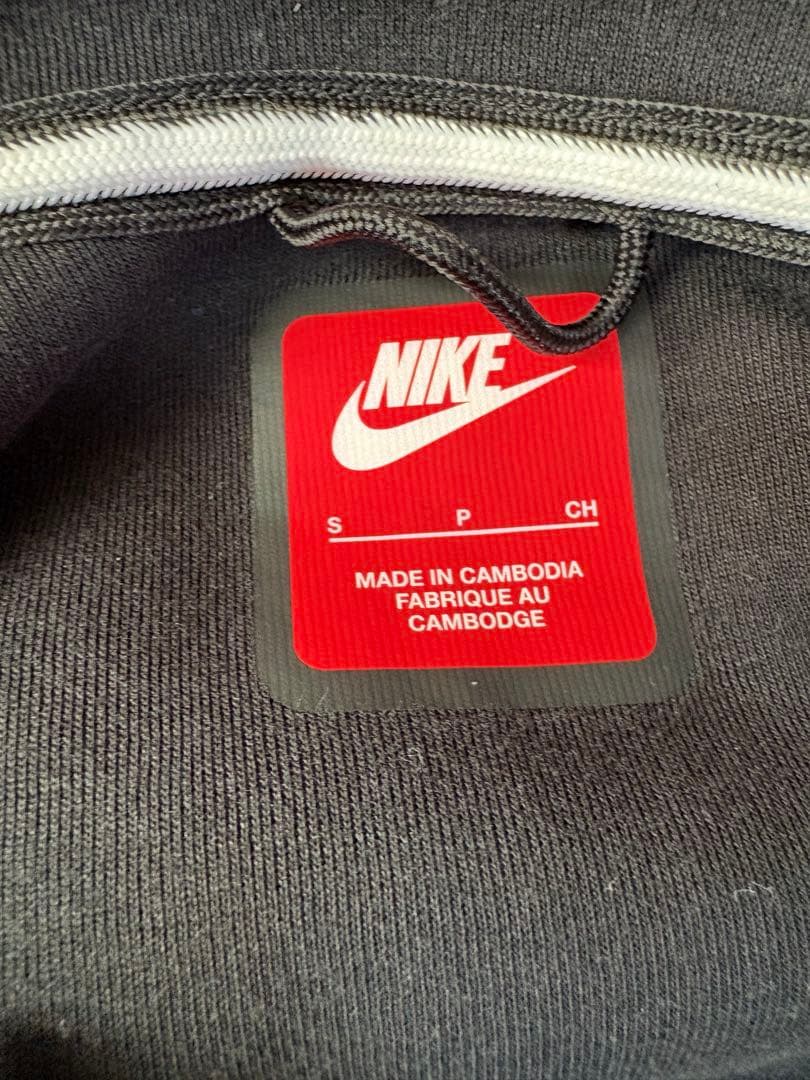 NIKE
S P CH
MADE IN CAMBODIA
FABRIQUE AU
CAMBODGE